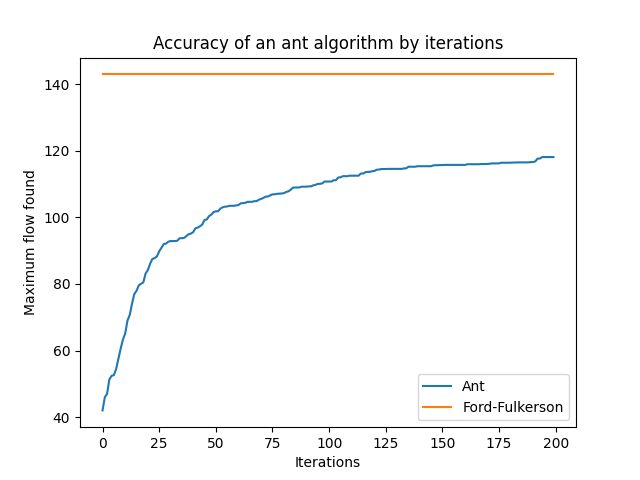 Accuracy of an ant algorithm by iterations
Maximum flow found
140
120
100
80
60
40
0 25 50 75 100 125 150 175 200
Iterations
Ant
Ford-Fulkerson